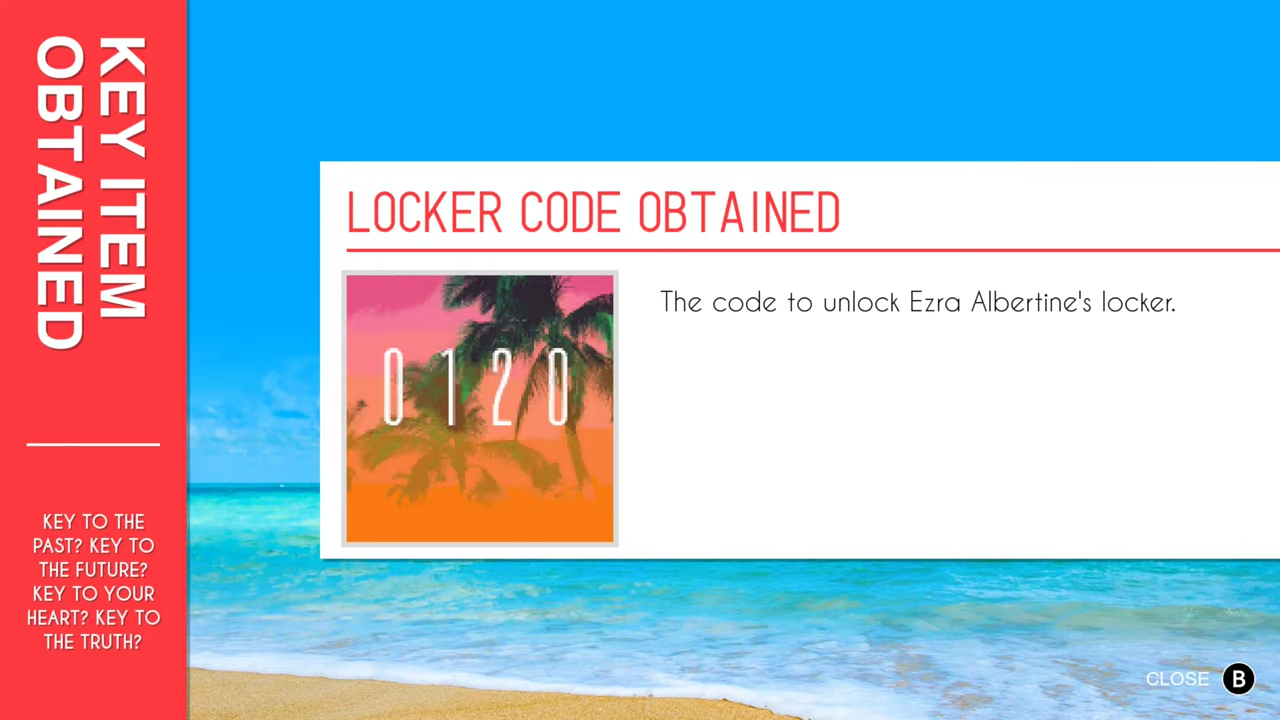 KEY ITEM
OBTAINED
KEY TO THE
PAST? KEY TO
THE FUTURE?
KEY TO YOUR
HEART? KEY TO
THE TRUTH?
LOCKER CODE OBTAINED
0120
The code to unlock Ezra Albertine's locker.
CLOSE B